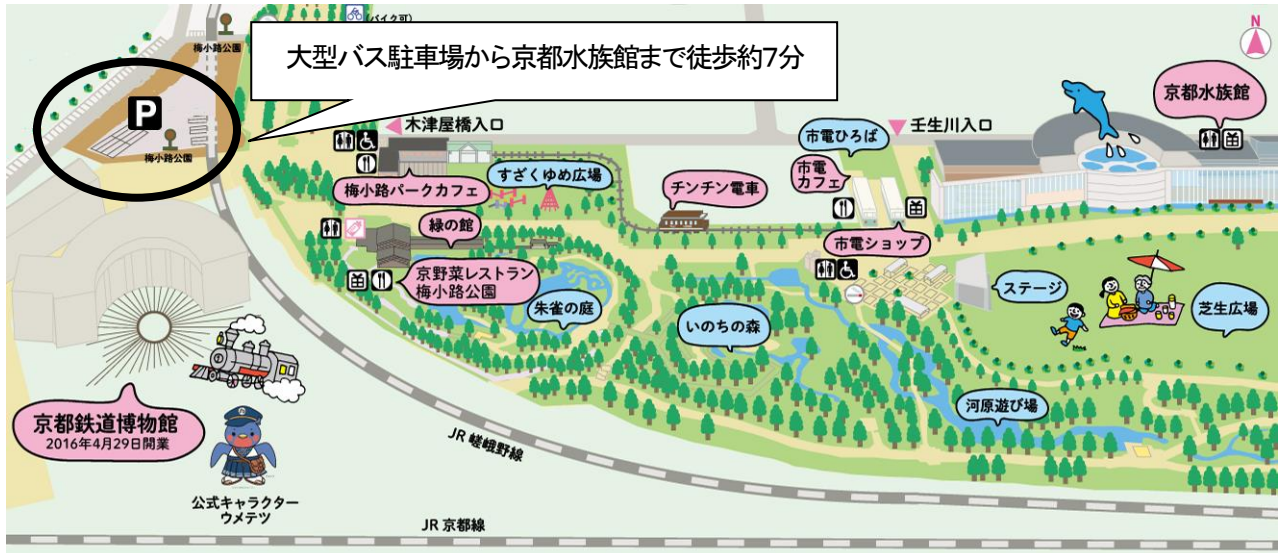 (バイク可)
梅小路公園
大型バス駐車場から京都水族館まで徒歩約7分
N
京都水族館
P
梅小路公園
木津屋橋入口
市電ひろば
壬生川入口
梅小路パークカフェ
すざくゆめ広場
チンチン電車
市電
カフェ
緑の館
市電ショップ
京野菜レストラン
梅小路公園
朱雀の庭
いのちの森
ステージ
芝生広場
京都鉄道博物館
2016年4月29日開業
河原遊び場
JR 嵯峨野線
公式キャラクター
ウメテツ
JR 京都線